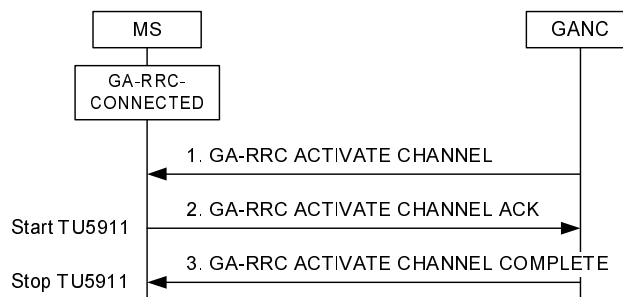 MS
GANC
GA-RRC-
CONNECTED
1. GA-RRC ACTIVATE CHANNEL
2. GA-RRC ACTIVATE CHANNEL ACK
Start TU5911
3. GA-RRC ACTIVATE CHANNEL COMPLETE
Stop TU5911